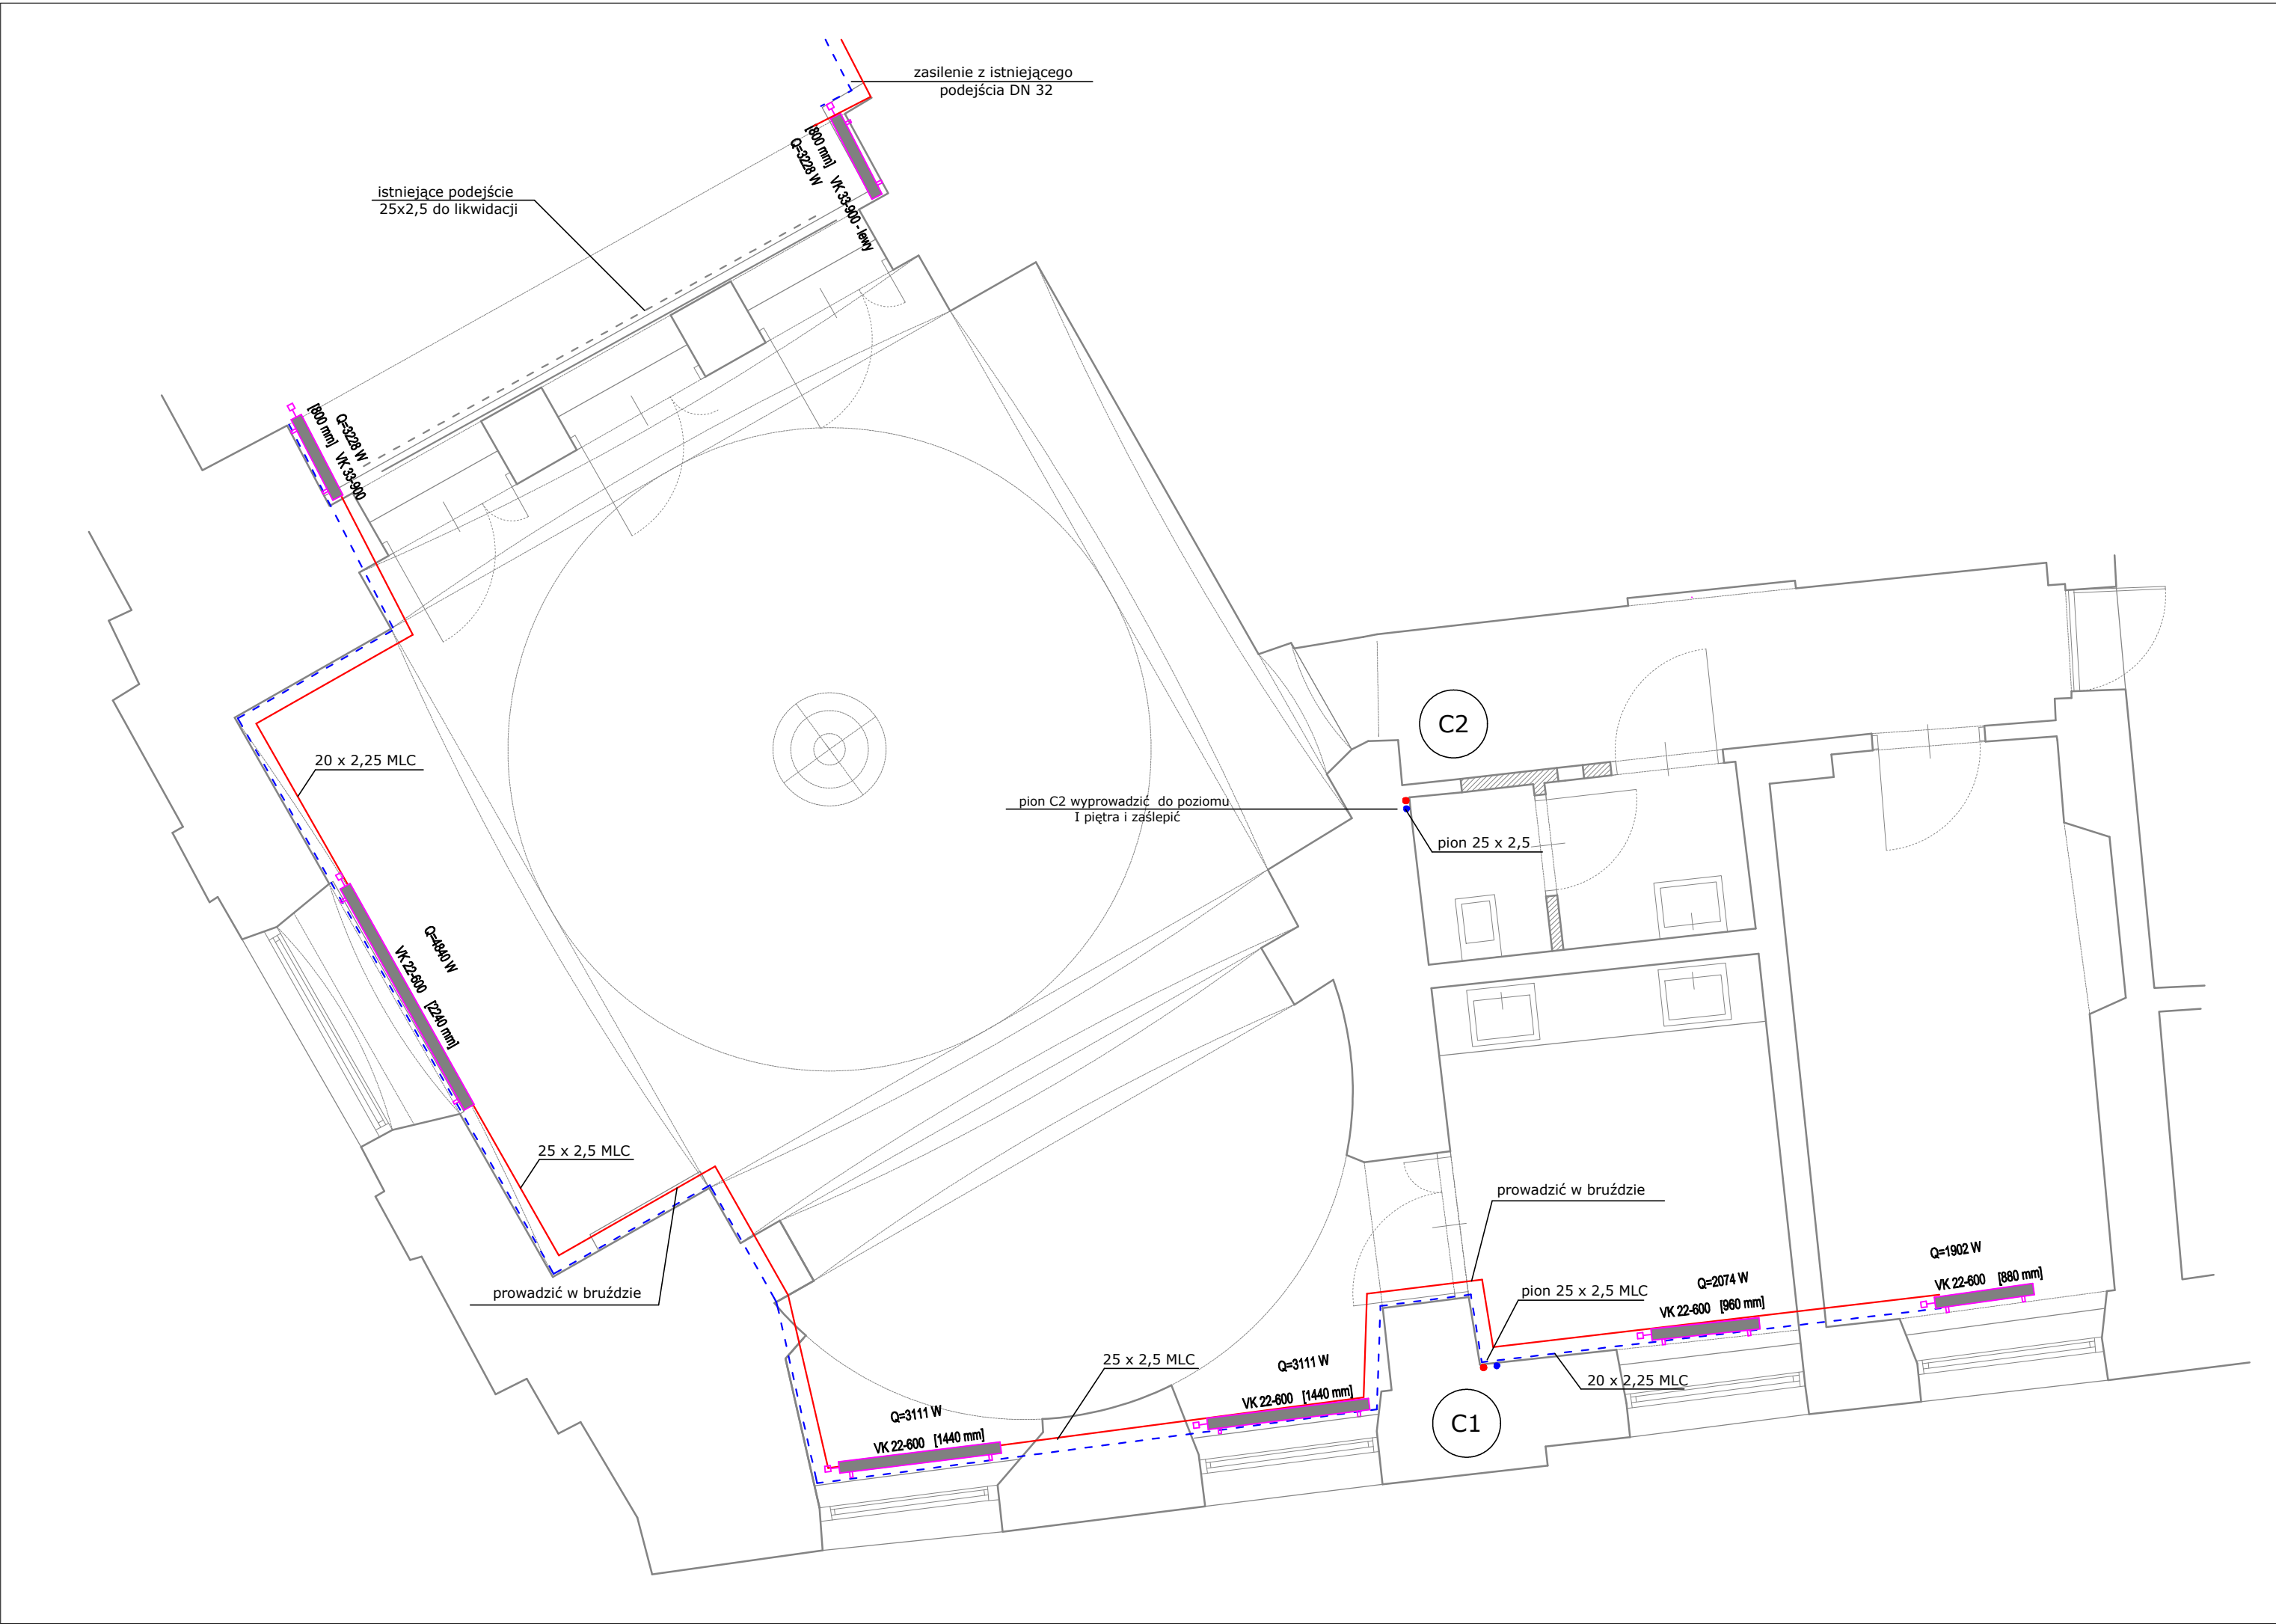 zasilenie z istniejącego
podejścia DN 32
[800 mm] VK 33-900 - lewy
Q=3228 W
istniejące podejście
25x2,5 do likwidacji
Q=3228 W
[800 mm] VK 33-900
20 x 2,25 MLC
C2
pion C2 wyprowadzić do poziomu
I piętra i zaślepić
pion 25 x 2,5
Q=4840 W
VK 22-600 [2240 mm]
25 x 2,5 MLC
prowadzić w bruździe
prowadzić w bruździe
Q=1902 W
VK 22-600 [880 mm]
Q=2074 W
VK 22-600 [960 mm]
pion 25 x 2,5 MLC
25 x 2,5 MLC
Q=3111 W
VK 22-600 [1440 mm]
20 x 2,25 MLC
Q=3111 W
VK 22-600 [1440 mm]
C1